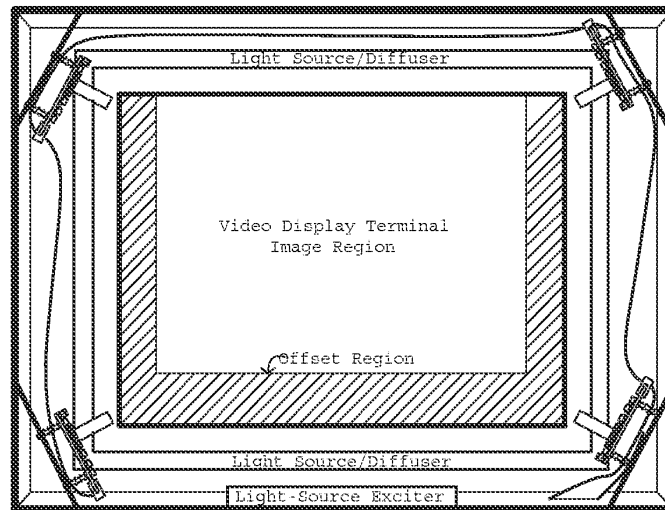 Light Source/Diffuser
Video Display Terminal
Image Region
Offset Region
Light Source/Diffuser
Light-Source Exciter